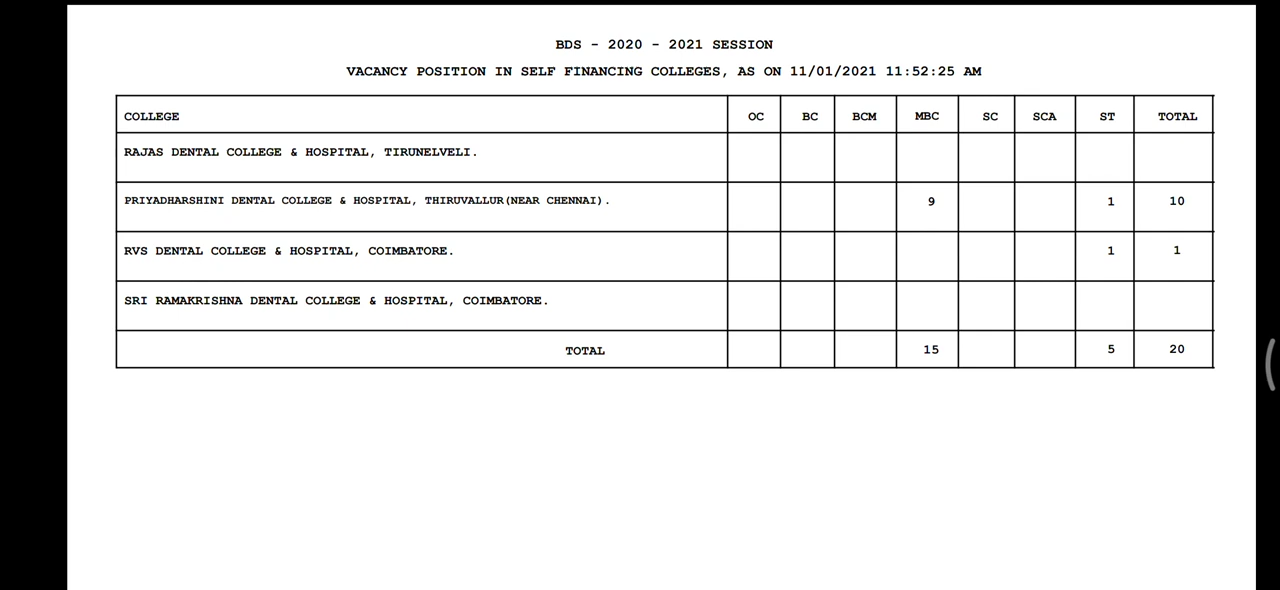 BDS - 2020 - 2021 SESSION
VACANCY POSITION IN SELF FINANCING COLLEGES, AS ON 11/01/2021 11:52:25 AM
COLLEGE OC BC BCM MBC SC SCA ST TOTAL
RAJAS DENTAL COLLEGE & HOSPITAL, TIRUNELVELI.
PRIYADHARSHINI DENTAL COLLEGE & HOSPITAL, THIRUVALLUR(NEAR CHENNAI). 9 1 10
RVS DENTAL COLLEGE & HOSPITAL, COIMBATORE. 1 1
SRI RAMAKRISHNA DENTAL COLLEGE & HOSPITAL, COIMBATORE.
TOTAL 15 5 20